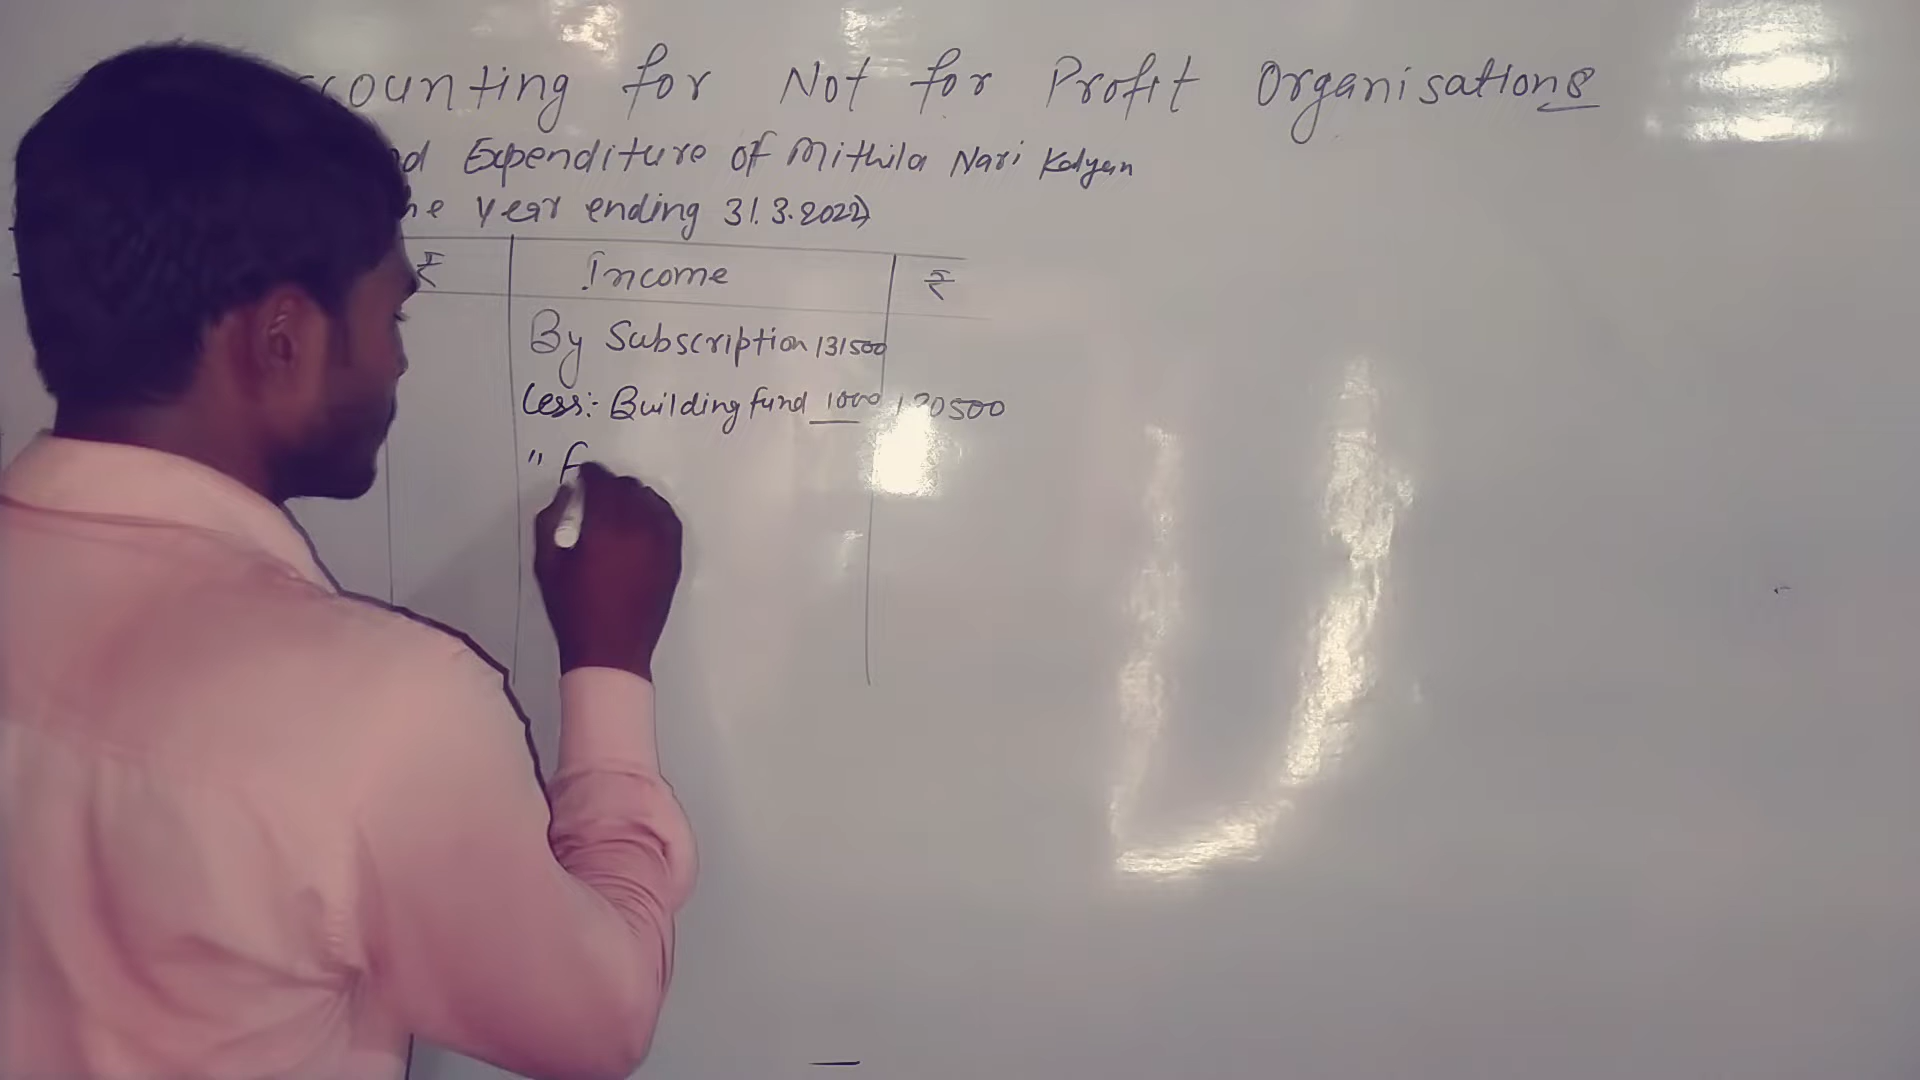 counting for Not for Profit Organisations
nd Expenditure of Mithila Nari Kalyan
he year ending 31.3.2022)
₹ Income ₹
By Subscription 131500
Less:- Building fund 1000 130500
" f